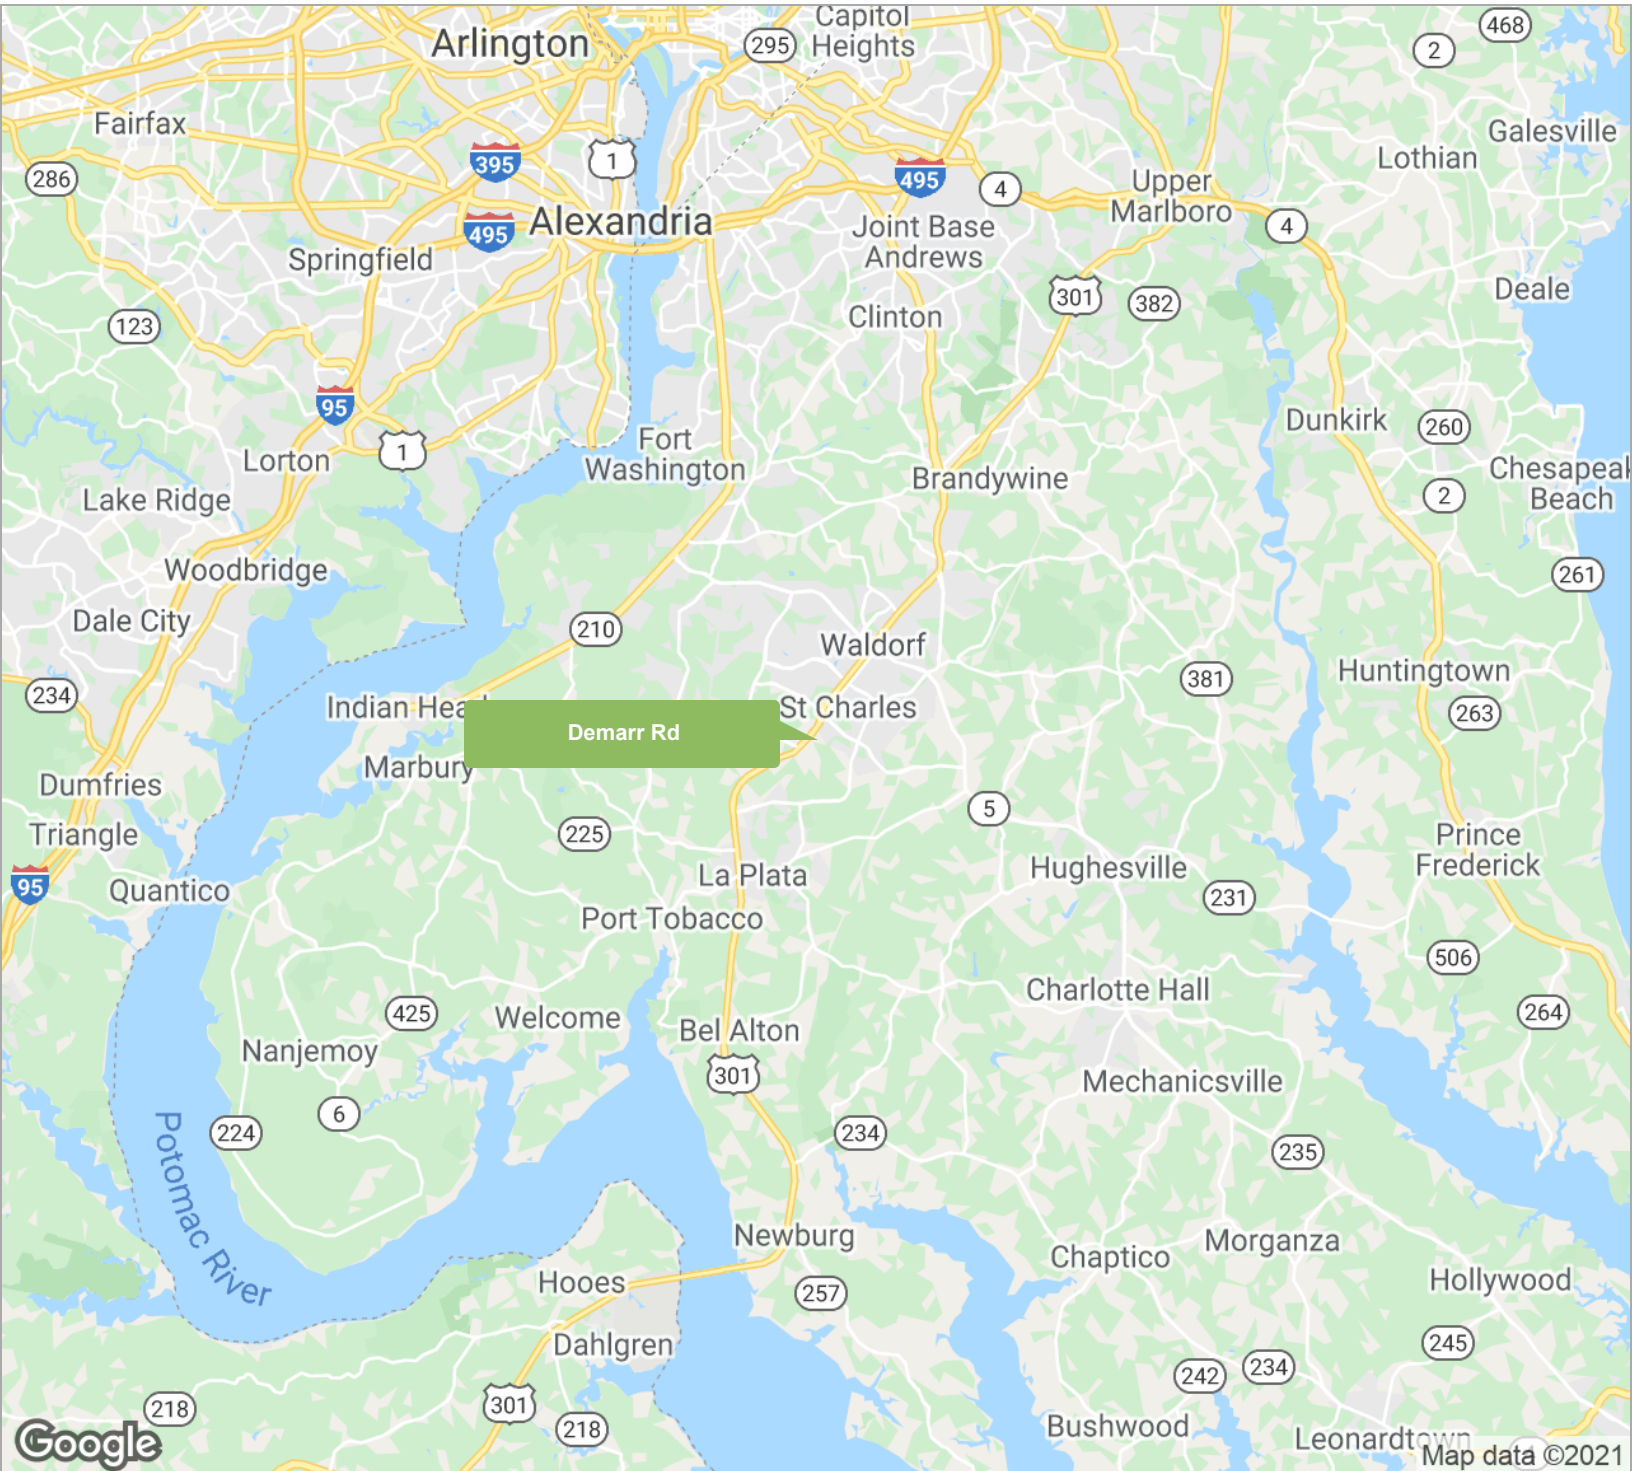 Capitol
Heights
Arlington
295
468
2
Fairfax
Galesville
Lothian
395
1
286
495
4
Upper
Marlboro
Alexandria
495
Joint Base
Andrews
4
Springfield
Deale
301
382
Clinton
123
95
1
Dunkirk
260
Fort
Washington
Lorton
Brandywine
Chesapeak
Beach
Lake Ridge
2
Woodbridge
261
Dale City
210
Waldorf
Huntingtown
381
234
Indian Head
St Charles
263
Demarr Rd
Marbury
Dumfries
5
Triangle
225
Prince
Frederick
La Plata
Hughesville
95
Quantico
231
Port Tobacco
506
Charlotte Hall
425
Welcome
264
Bel Alton
Nanjemoy
301
Mechanicsville
6
224
234
235
Potomac River
Newburg
Morganza
Chaptico
Hooes
257
Hollywood
Dahlgren
245
242
234
301
218
218
Bushwood
Leonardtown
Google
Map data ©2021